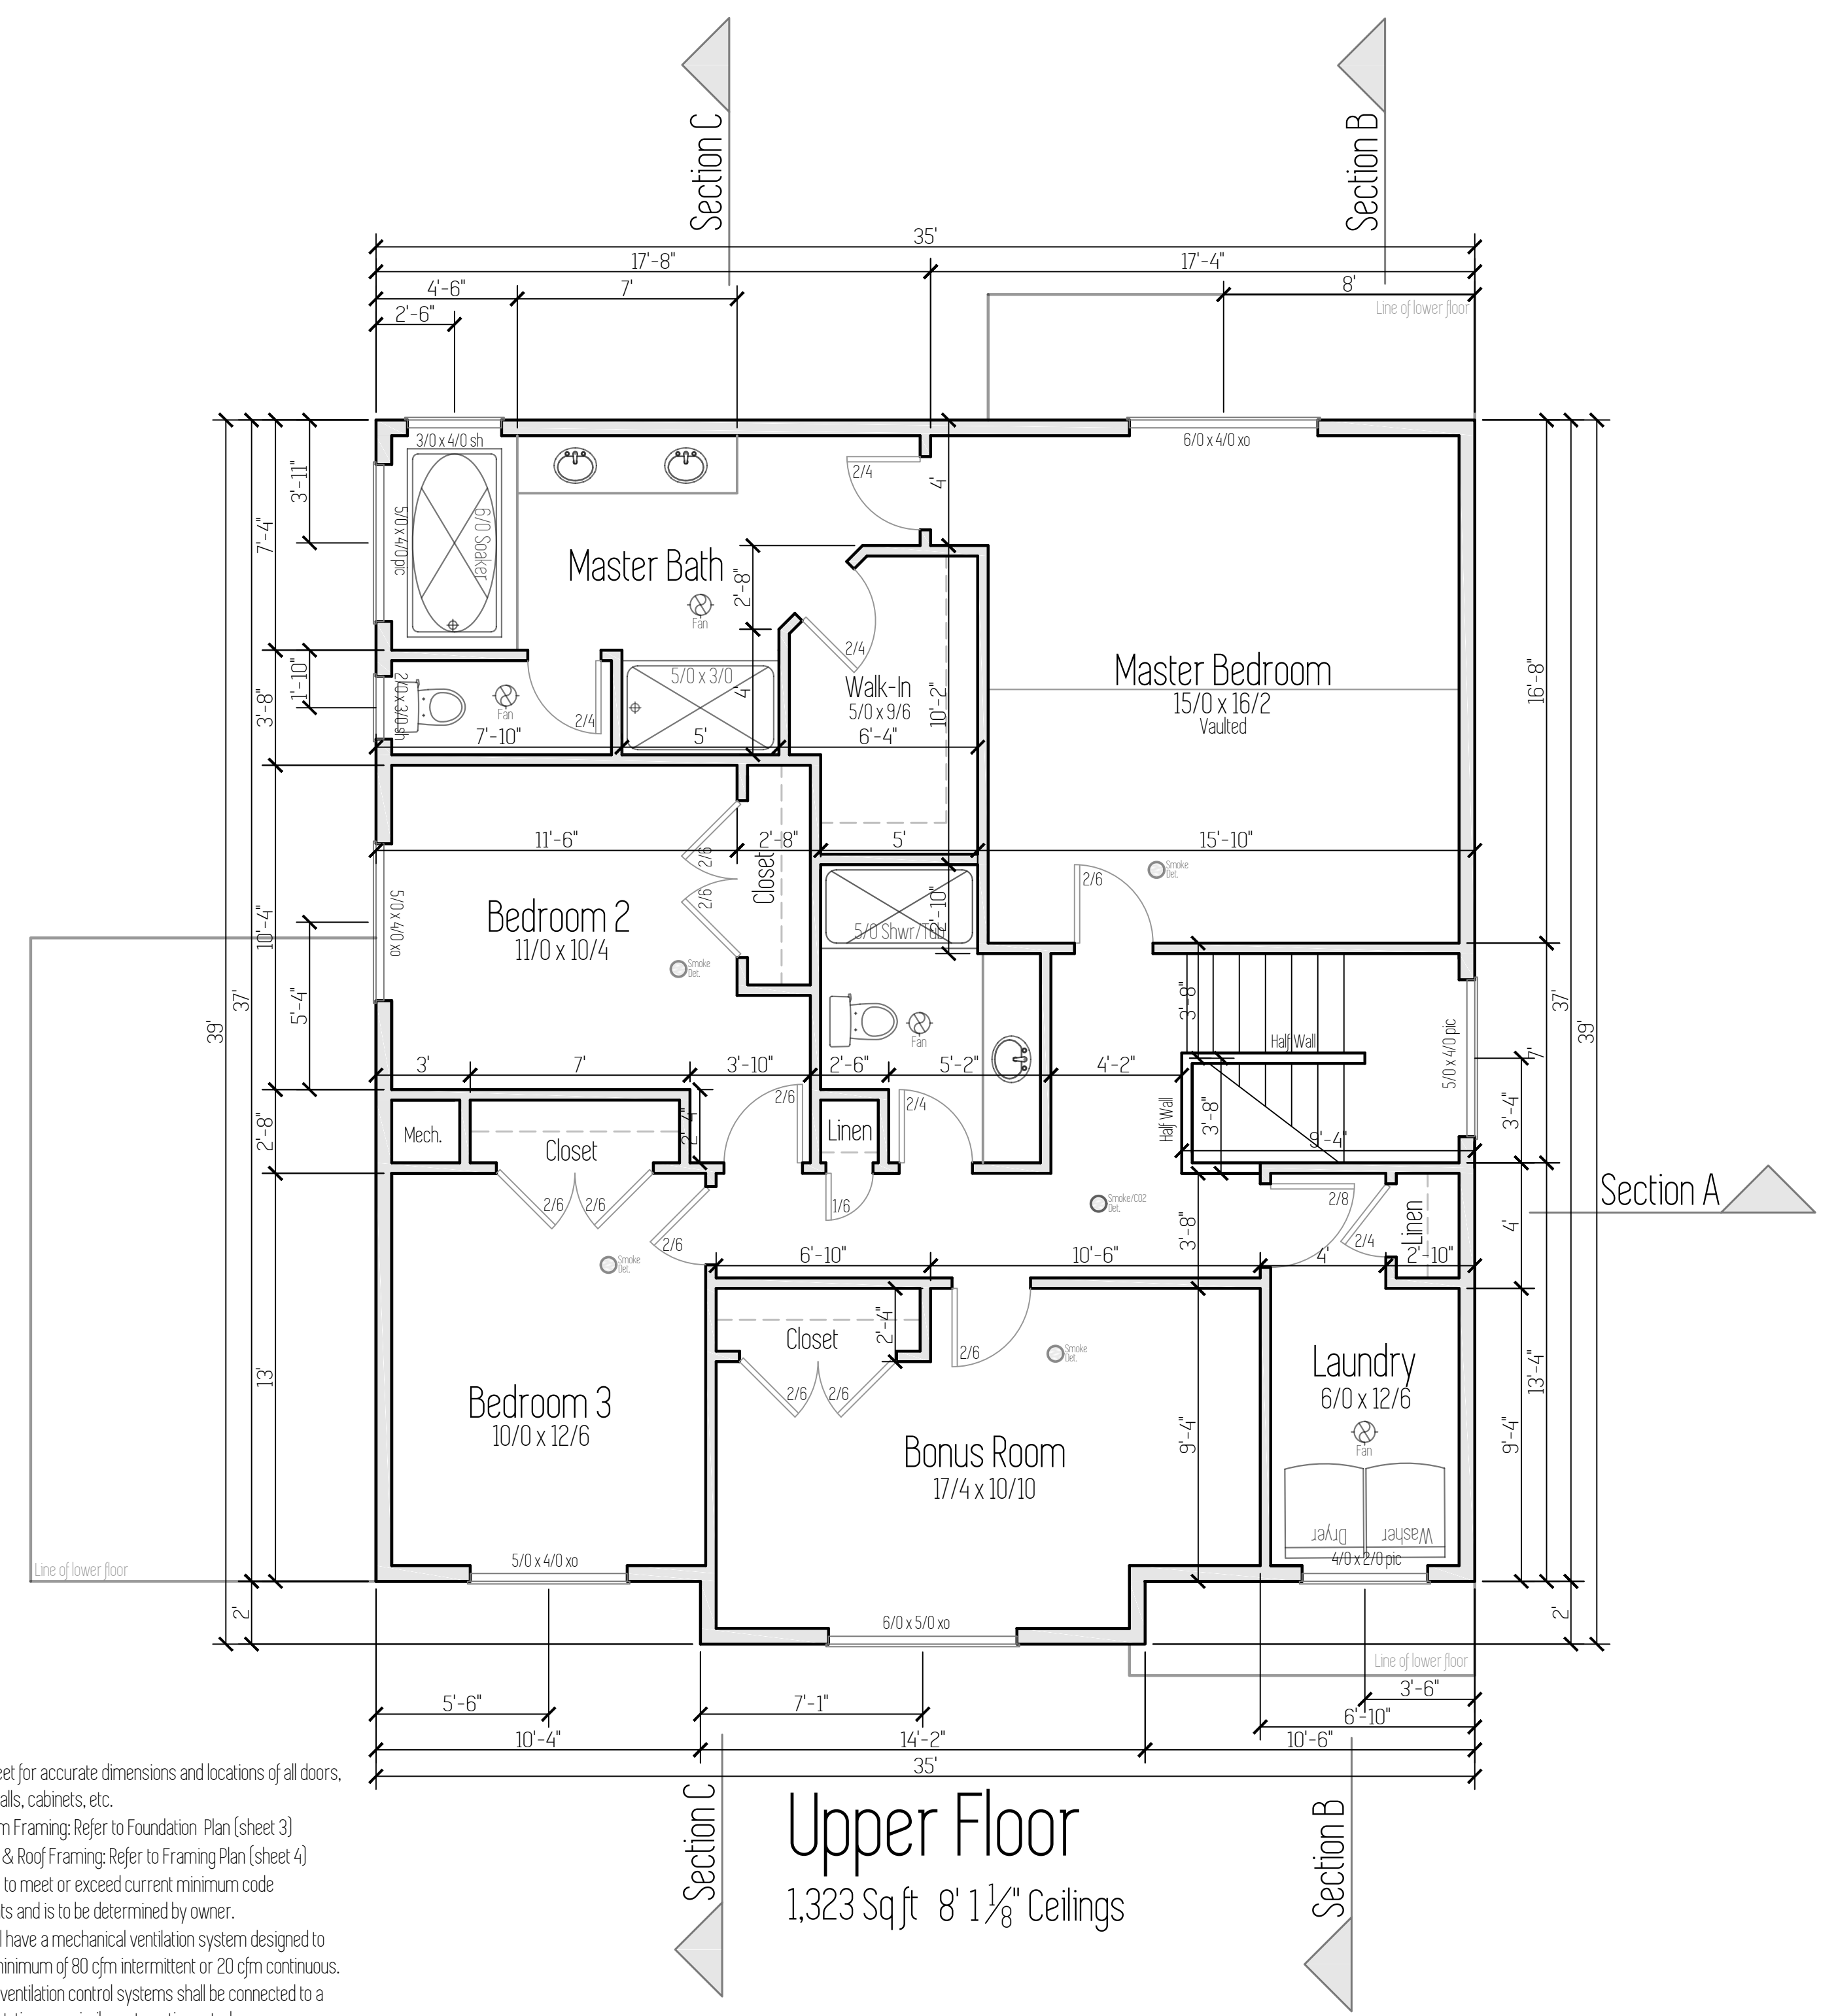 Section C
Section B
35'
17'-8"
17'-4"
4'-6"
7'
8'
2'-6"
Line of lower floor
3/0 x 4/0 sh
6/0 x 4/0 xo
2/4
4'
3'-11"
7'-4"
5/0 x 4/0 pic
6/0 Soaker
Master Bath
Fan
2'-8"
2/4
Walk-In
5/0 x 9/6
10'-2"
Master Bedroom
15/0 x 16/2
Vaulted
16'-8"
1'-10"
3'-8"
2/0 x 3/0 sh
Fan
2/4
5/0 x 3/0
4'
7'-10"
5'
6'-4"
11'-6"
2'-8"
5'
15'-10"
2/6
2/6
Closet
5/0 x 4/0 xo
Bedroom 2
11/0 x 10/4
Smoke
Det.
2'-10"
5/0 Shwr/Tub
2/6
Smoke
Det.
10'-4"
5'-4"
39'
37'
Fan
3'-8"
Half Wall
5/0 x 4/0 pic
7'
37'
39'
3'
7'
3'-10"
2'-6"
5'-2"
4'-2"
2'-8"
Mech.
Closet
2'-4"
2/6
Linen
2/4
Half Wall
3'-8"
9'-4"
3'-4"
2/6
2/6
2/6
1/6
Smoke/CO2
Det.
2/8
2/4
Linen
4'
Section A
Smoke
Det.
6'-10"
10'-6"
3'-8"
4'
2'-10"
Closet
2'-4"
2/6
2/6
2/6
Smoke
Det.
13'
Bedroom 3
10/0 x 12/6
Bonus Room
17/4 x 10/10
9'-4"
Laundry
6/0 x 12/6
Fan
Dryer
Washer
4/0 x 2/0 pic
13'-4"
9'-4"
5/0 x 4/0 xo
6/0 x 5/0 xo
Line of lower floor
2'
2'
Line of lower floor
5'-6"
7'-1"
3'-6"
6'-10"
10'-4"
14'-2"
10'-6"
35'
Section C
Section B
Upper Floor
1,323 Sq ft 8' 1 1/8" Ceilings
for accurate dimensions and locations of all doors,
cabinets, etc.
Framing: Refer to Foundation Plan (sheet 3)
& Roof Framing: Refer to Framing Plan (sheet 4)
to meet or exceed current minimum code
and is to be determined by owner.
have a mechanical ventilation system designed to
of 80 cfm intermittent or 20 cfm continuous.
ventilation control systems shall be connected to a